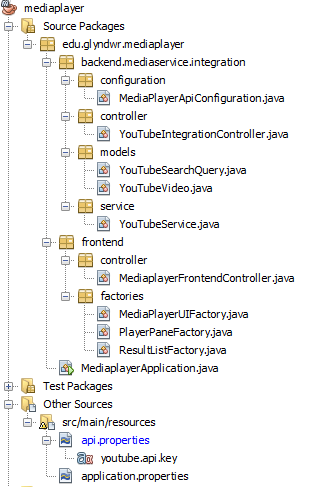 mediaplayer
Source Packages
edu.glyndwr.mediaplayer
backend.mediaservice.integration
configuration
MediaPlayerApiConfiguration.java
controller
YouTubeIntegrationController.java
models
YouTubeSearchQuery.java
YouTubeVideo.java
service
YouTubeService.java
frontend
controller
MediaplayerFrontendController.java
factories
MediaPlayerUIFactory.java
PlayerPaneFactory.java
ResultListFactory.java
MediaplayerApplication.java
Test Packages
Other Sources
src/main/resources
api.properties
youtube.api.key
application.properties